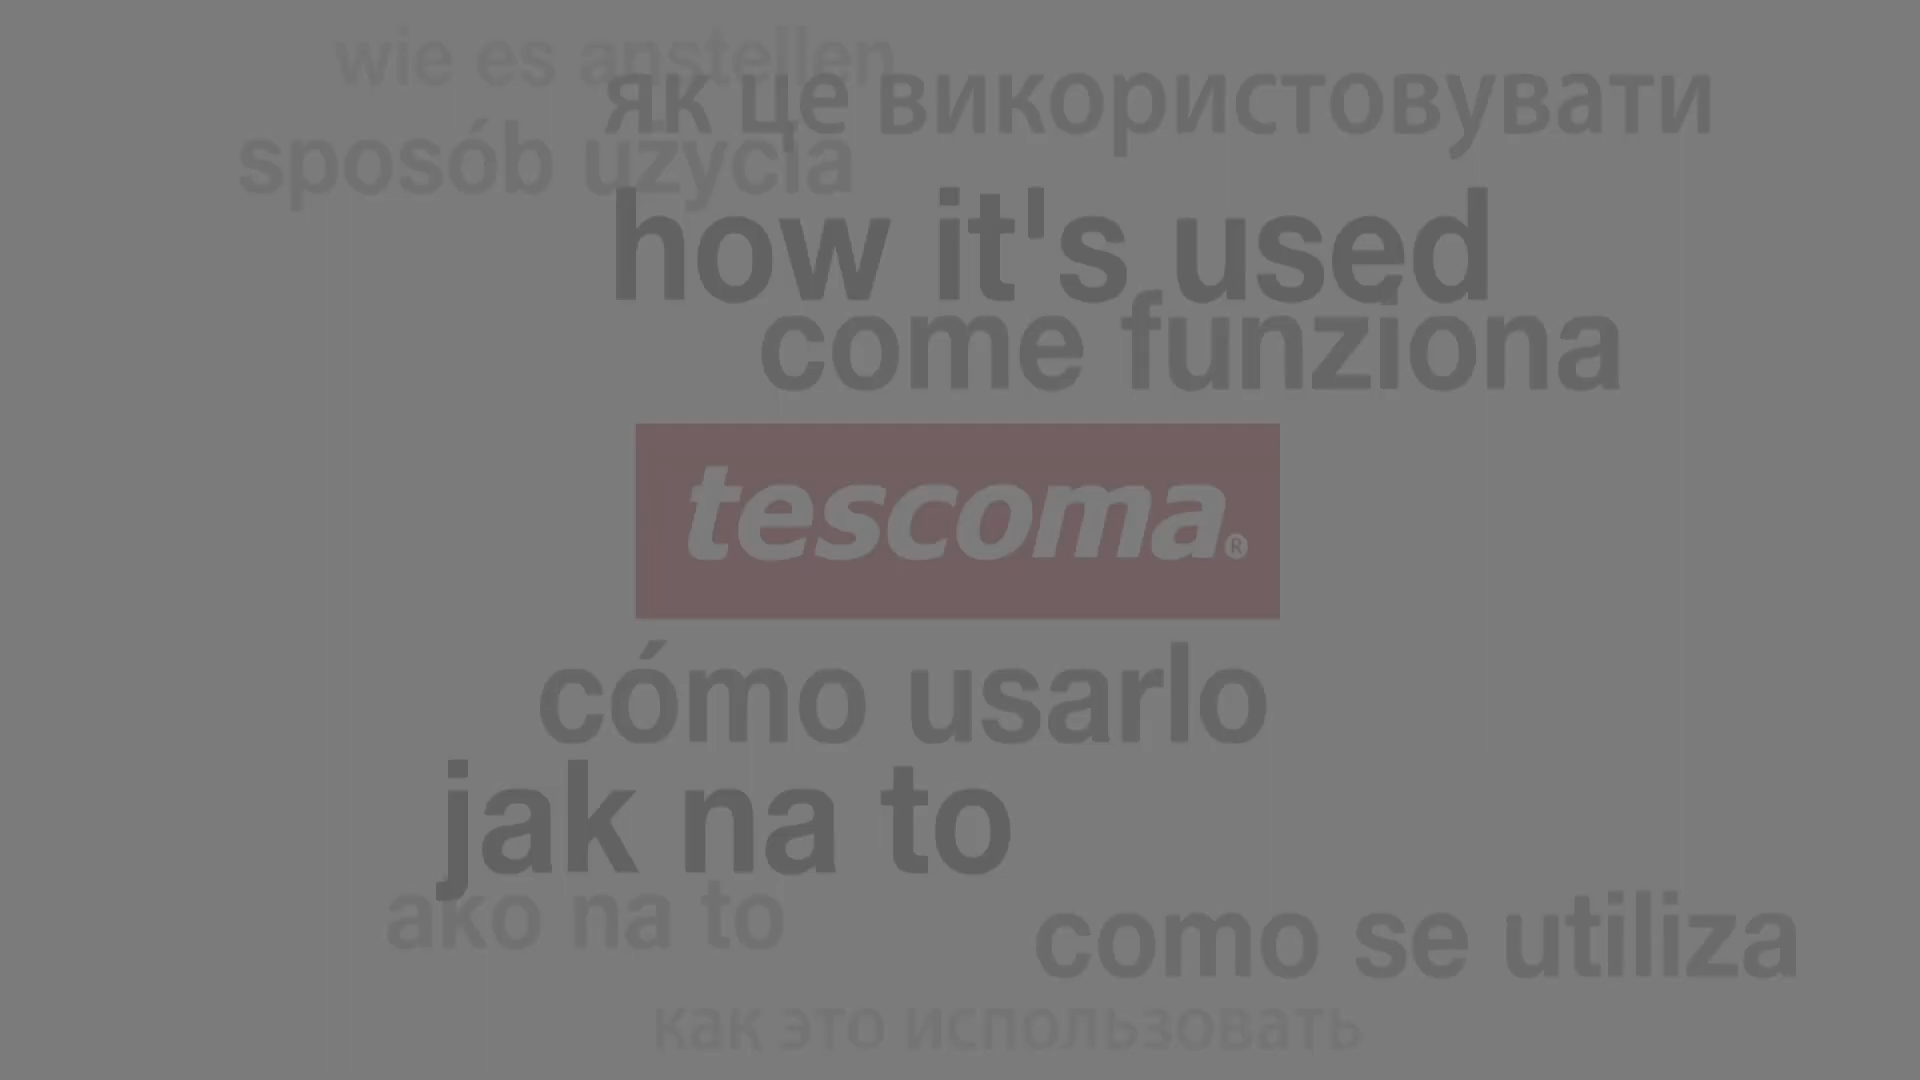 wie es anstellen
як це використовувати
sposób użycia
how it's used
come funziona
tescoma®
cómo usarlo
jak na to
ako na to
como se utiliza
как это использовать